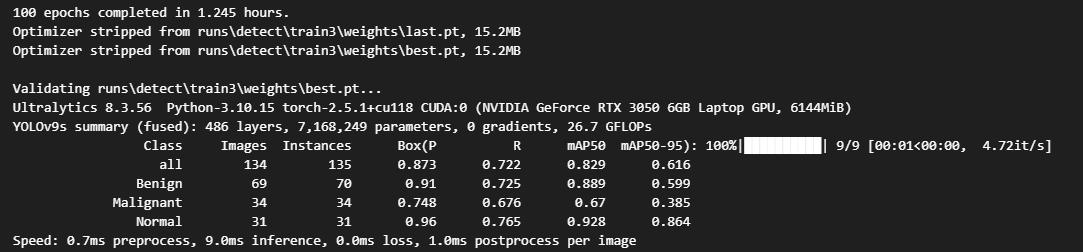 100 epochs completed in 1.245 hours.
Optimizer stripped from runs\detect\train3\weights\last.pt, 15.2MB
Optimizer stripped from runs\detect\train3\weights\best.pt, 15.2MB
Validating runs\detect\train3\weights\best.pt...
Ultralytics 8.3.56 Python-3.10.15 torch-2.5.1+cu118 CUDA:0 (NVIDIA GeForce RTX 3050 6GB Laptop GPU, 6144MiB)
YOLOv9s summary (fused): 486 layers, 7,168,249 parameters, 0 gradients, 26.7 GFLOPs
Class Images Instances Box(P R mAP50 mAP50-95): 100%|██████████| 9/9 [00:01<00:00, 4.72it/s]
all 134 135 0.873 0.722 0.829 0.616
Benign 69 70 0.91 0.725 0.889 0.599
Malignant 34 34 0.748 0.676 0.67 0.385
Normal 31 31 0.96 0.765 0.928 0.864
Speed: 0.7ms preprocess, 9.0ms inference, 0.0ms loss, 1.0ms postprocess per image